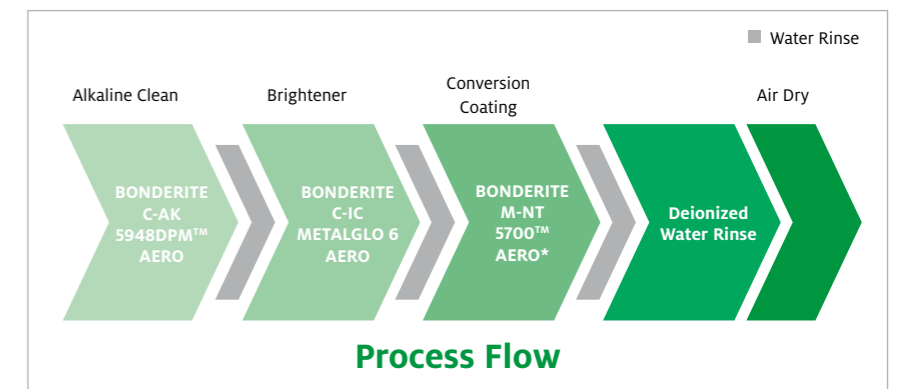 Water Rinse
Alkaline Clean
Brightener
Conversion
Coating
Air Dry
BONDERITE
C-AK
5948DPM™
AERO
BONDERITE
C-IC
METALGLO 6
AERO
BONDERITE
M-NT
5700™
AERO*
Deionized
Water Rinse
Process Flow